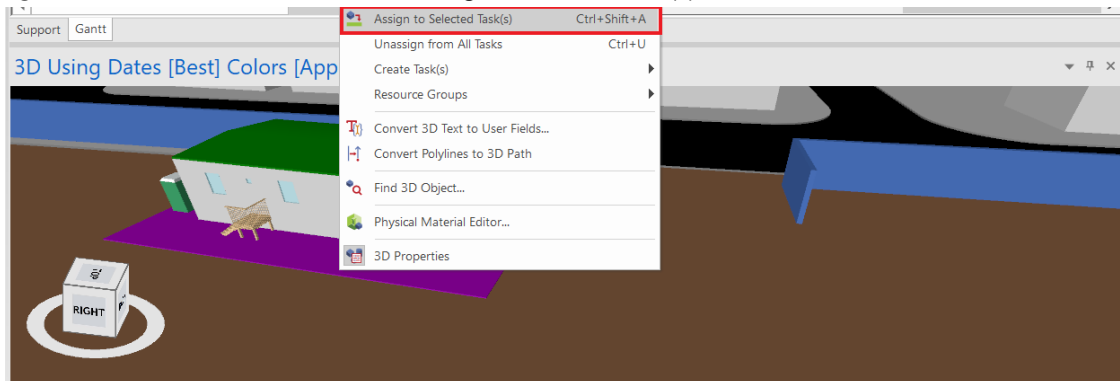 Assign to Selected Task(s) Ctrl+Shift+A
Support Gantt
Unassign from All Tasks Ctrl+U
3D Using Dates [Best] Colors [App
Create Task(s)
Resource Groups
Convert 3D Text to User Fields...
Convert Polylines to 3D Path
Find 3D Object...
Physical Material Editor...
3D Properties
RIGHT